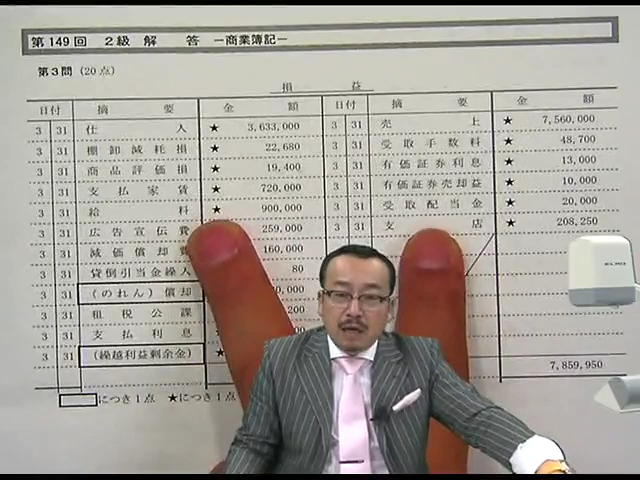 第149回 2級 解 答 －商業簿記－
第3問(20点)
損 益
日付 摘 要 金 額 日付 摘 要 金 額
3 31 仕 入 ★ 3,633,000 3 31 売 上 ★ 7,560,000
3 31 棚卸減耗損 ★ 22,680 3 31 受取手数料 ★ 48,700
3 31 商品評価損 ★ 19,400 3 31 有価証券利息 ★ 13,000
3 31 支払家賃 ★ 720,000 3 31 有価証券売却益 ★ 10,000
3 31 給 料 ★ 900,000 3 31 受取配当金 ★ 20,000
3 31 広告宣伝費 259,000 3 31 支 店 ★ 208,250
3 31 減価償却費 160,000
3 31 貸倒引当金繰入 80
3 31 (のれん)償却
3 31 租税公課
3 31 支払利息
3 31 (繰越利益剰余金) ★
7,859,950
につき1点 ★につき1点